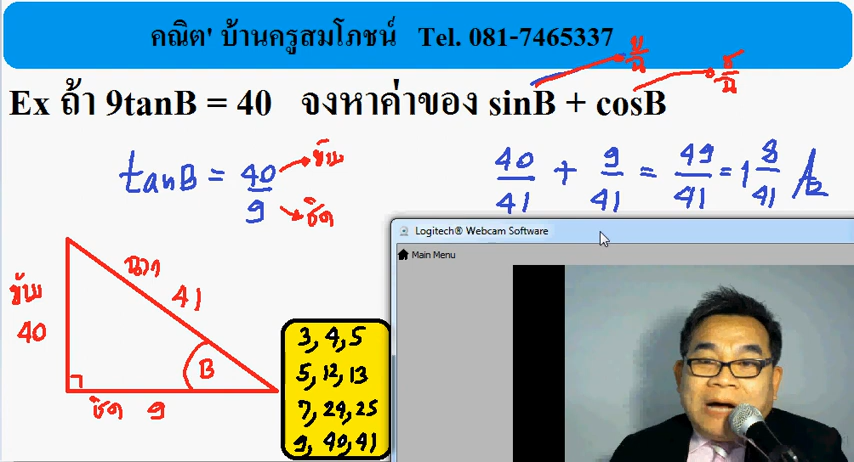 คณิต' บ้านครูสมโภชน์ Tel. 081-7465337
Ex ถ้า 9tanB = 40 จงหาค่าของ sinB + cosB
ข/ฉ
ช/ฉ
tanB = 40/9
ข้าม
ชิด
40/41 + 9/41 = 49/41 = 1 8/41
Logitech® Webcam Software
Main Menu
ข้าม
40
ฉาก
41
B
ชิด 9
3, 4, 5
5, 12, 13
7, 24, 25
9, 40, 41